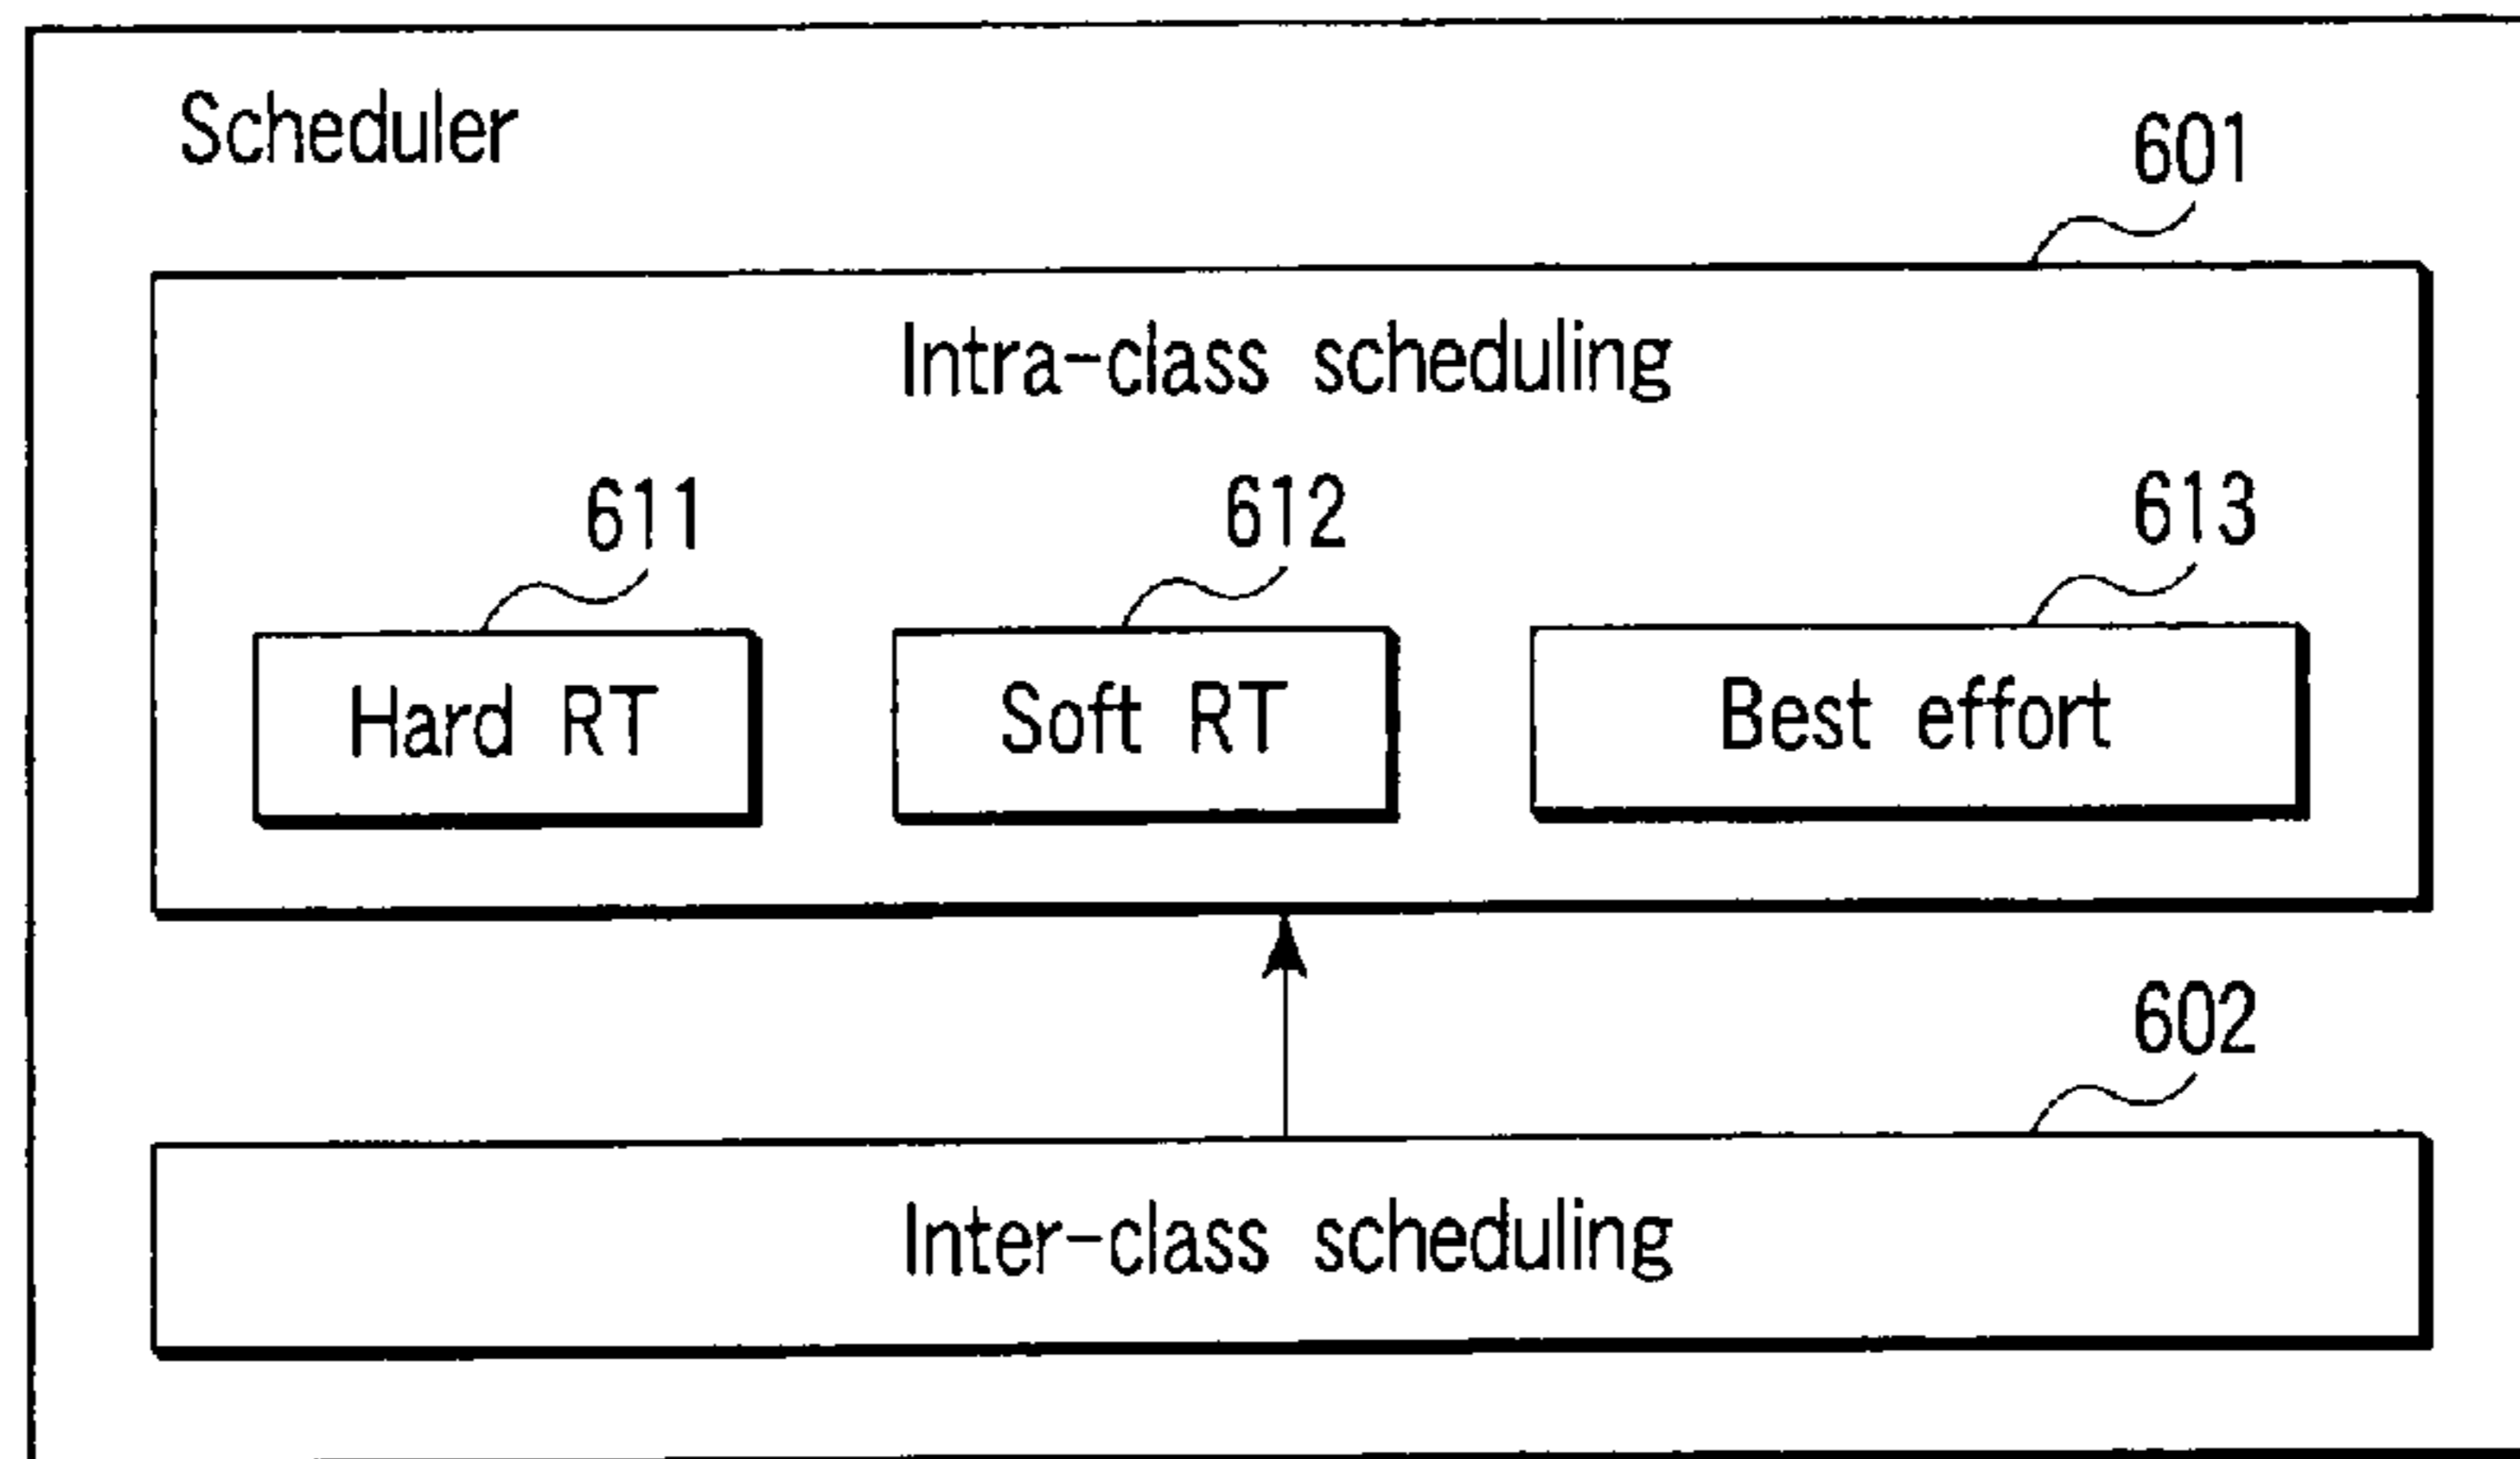 Scheduler
601
Intra-class scheduling
611
612
613
Hard RT
Soft RT
Best effort
602
Inter-class scheduling